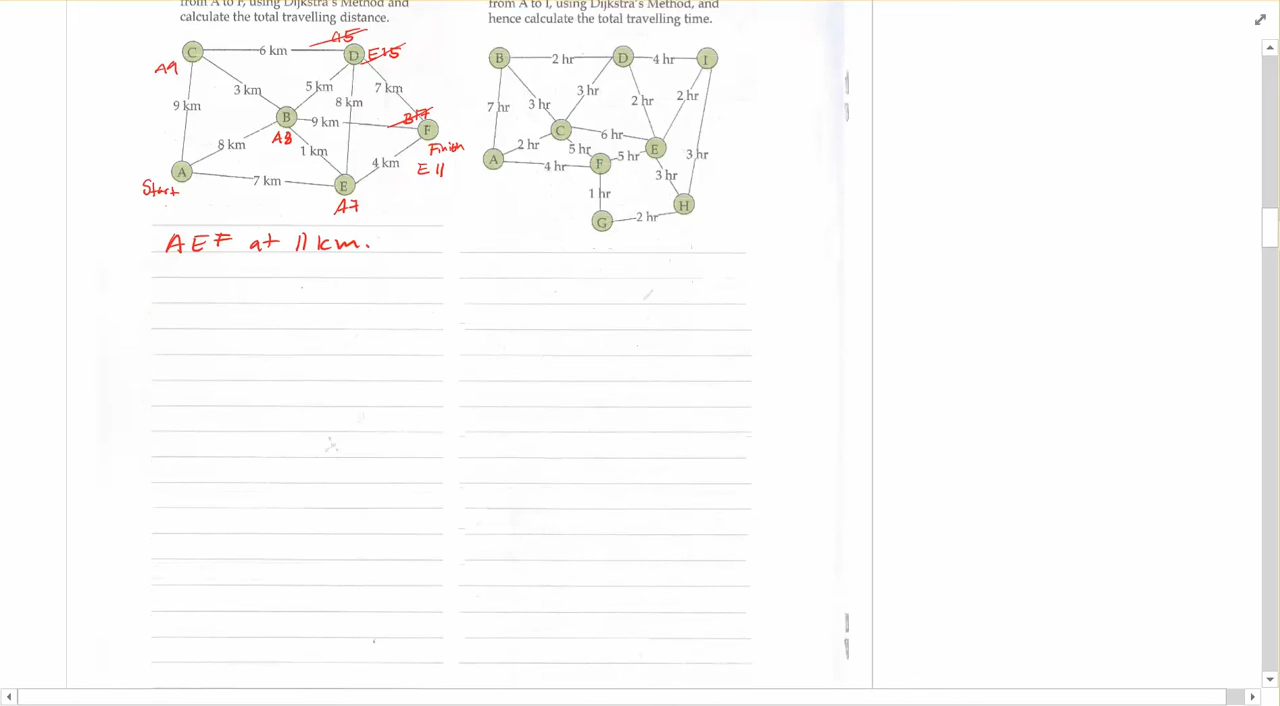 from A to F, using Dijkstra's Method and
calculate the total travelling distance.
A5
C
6 km
D
E15
A9
3 km
5 km
7 km
8 km
9 km
B
9 km
B17
F
A8
8 km
1 km
Finish
4 km
E 11
A
Start
7 km
E
A7
A E F at 11 km.
from A to I, using Dijkstra's Method, and
hence calculate the total travelling time.
B
2 hr
D
4 hr
I
3 hr
2 hr
2 hr
7 hr
3 hr
C
6 hr
2 hr
5 hr
E
5 hr
3 hr
A
4 hr
F
3 hr
1 hr
H
G
2 hr